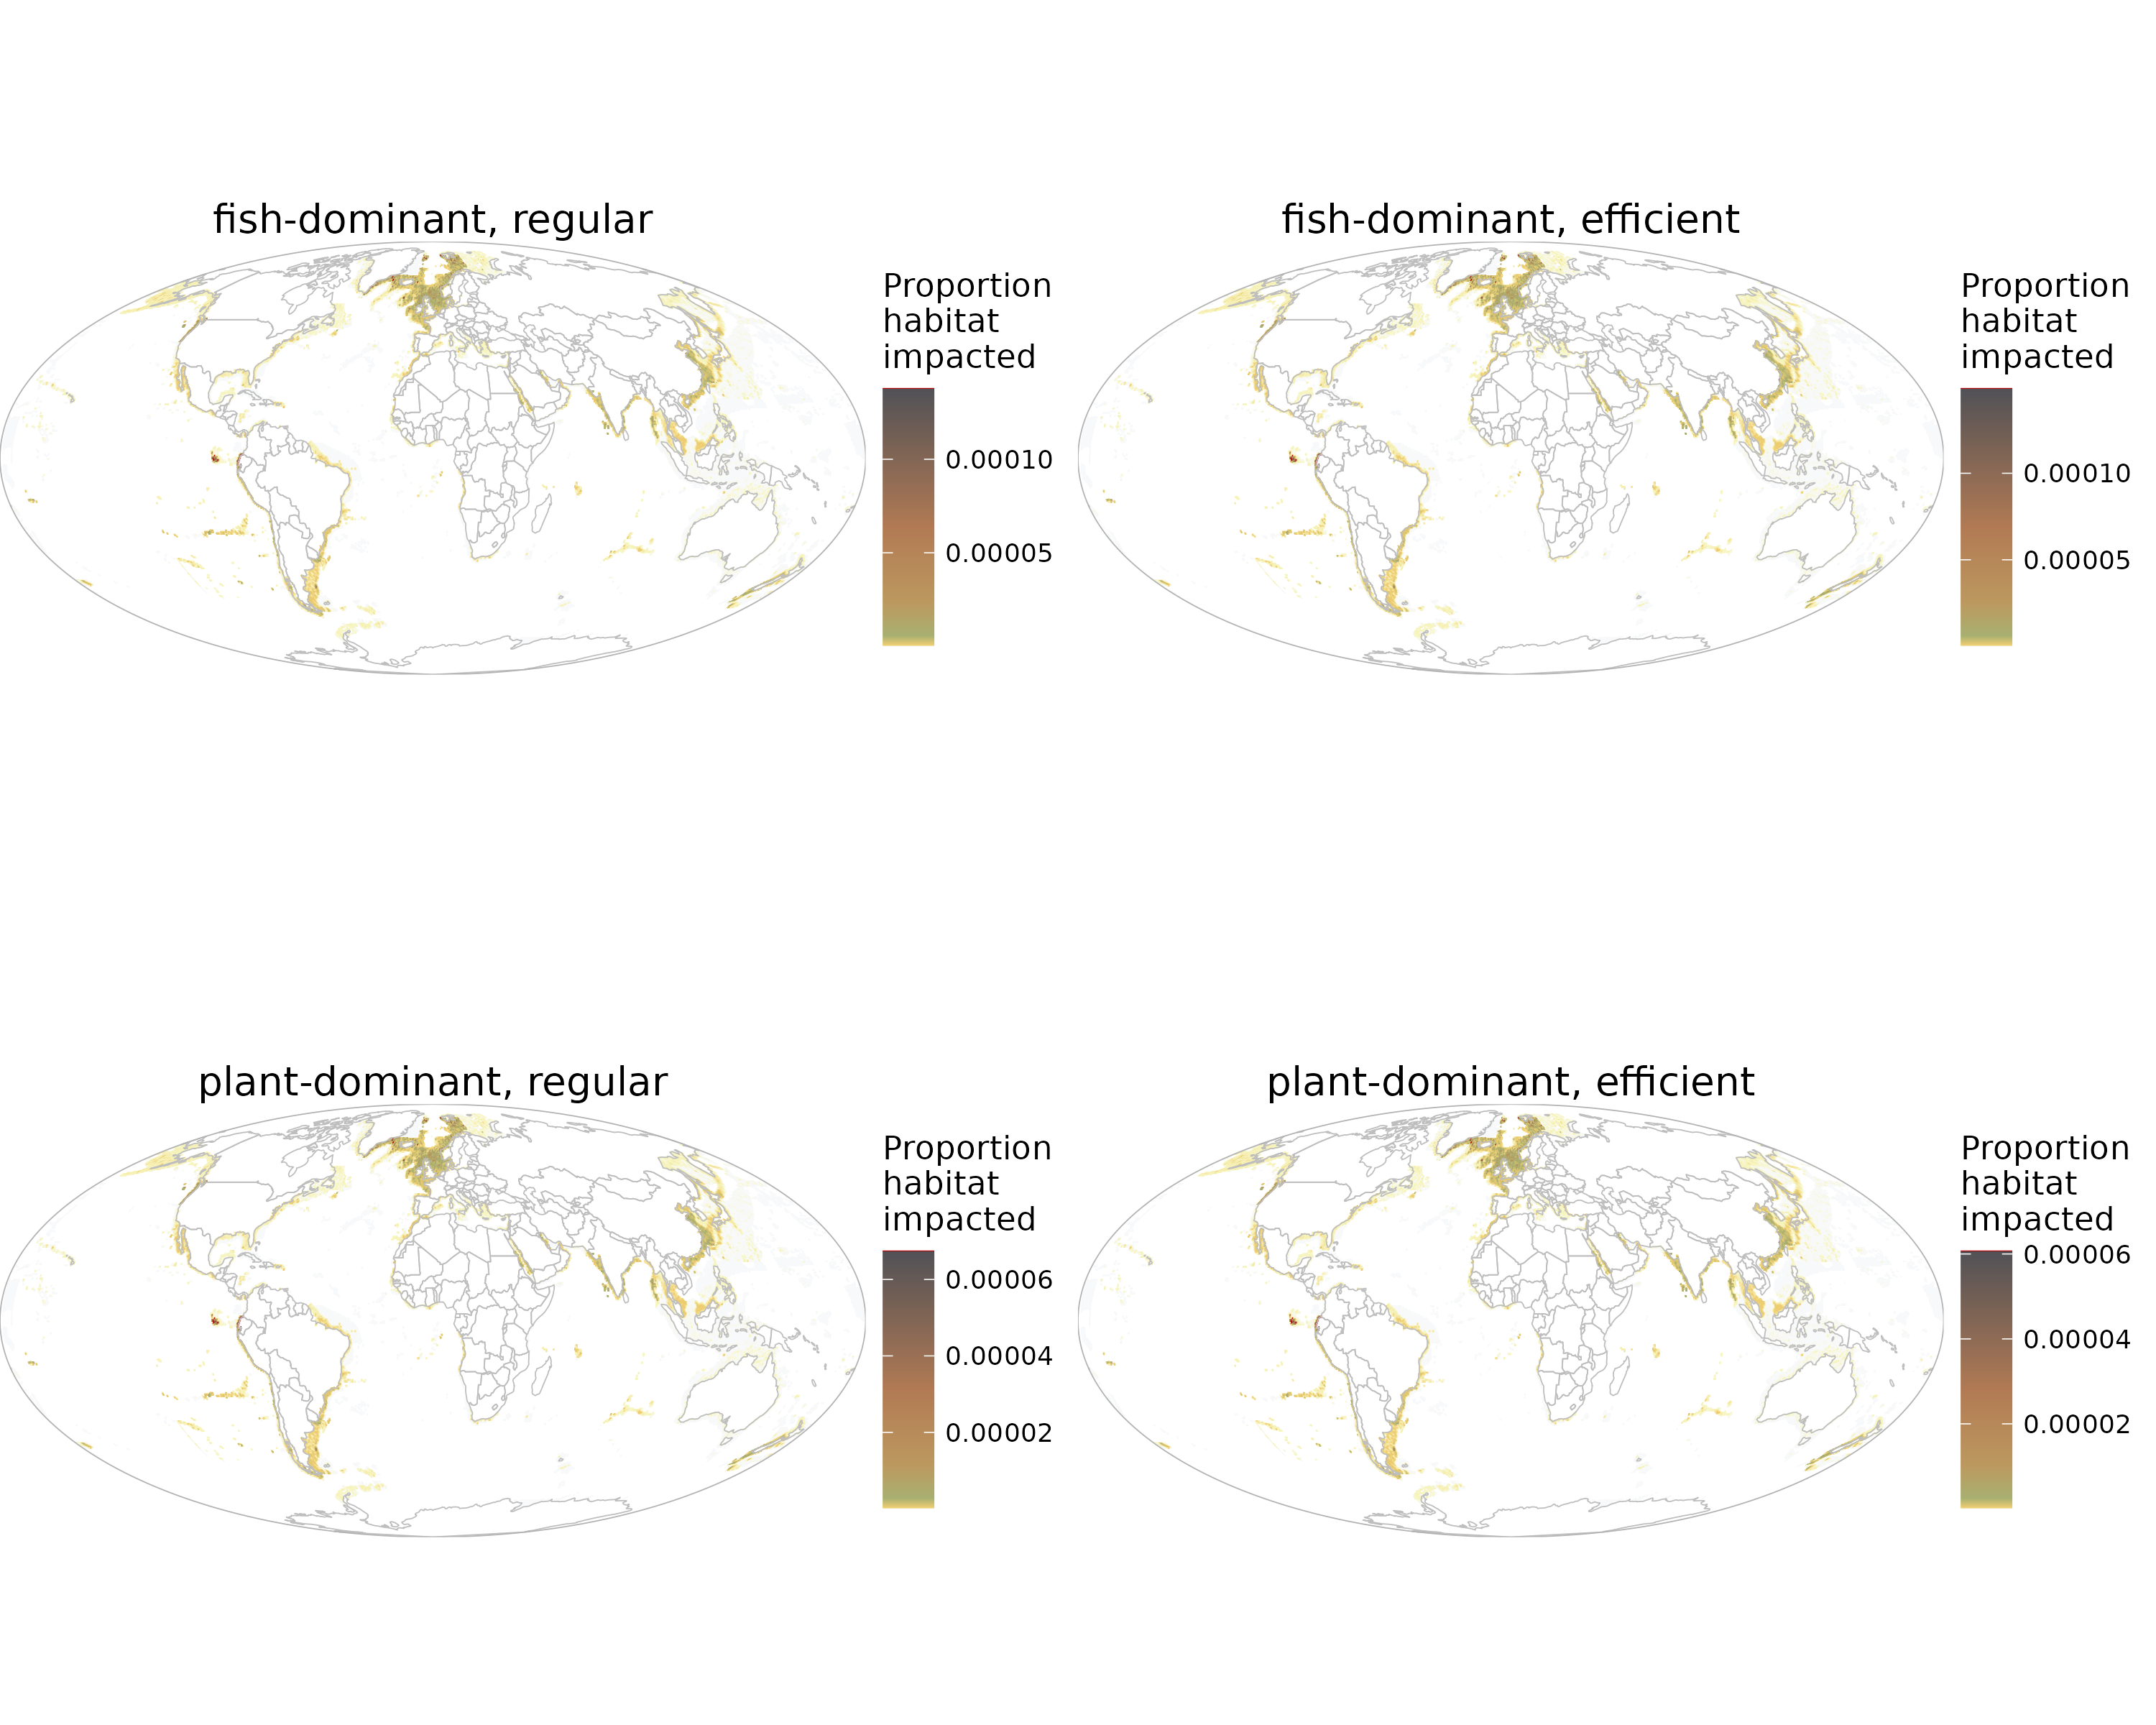 fish-dominant, regular
Proportion
habitat
impacted
0.00010
0.00005
fish-dominant, efficient
Proportion
habitat
impacted
0.00010
0.00005
plant-dominant, regular
Proportion
habitat
impacted
0.00006
0.00004
0.00002
plant-dominant, efficient
Proportion
habitat
impacted
0.00006
0.00004
0.00002